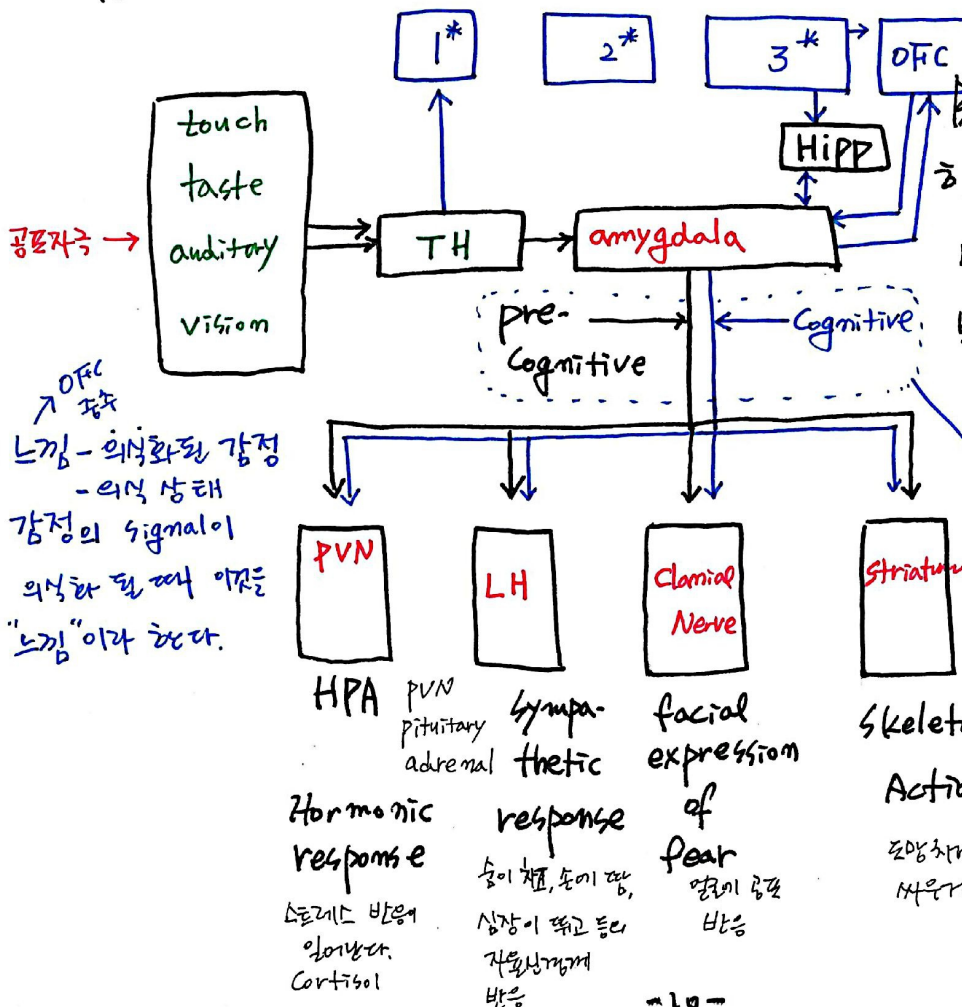 1*
2*
3*
OFC
Hipp
touch
taste
auditory
vision
공포자극
TH
amygdala
pre-
Cognitive
Cognitive
OFC
종속
느낌 - 의식화된 감정
- 의식 상태
감정의 signal이
의식화 될 때 이것을
"느낌"이라 한다.
PVN
LH
Clanial
Nerve
Striatum
HPA
PVN
pituitary
adrenal
Sympa-
thetic
response
facial
expression
of
fear
Skelet
Actio
Hormonic
response
스트레스 반응이
일어난다.
Cortisol
숨이 차고, 손에 땀,
심장이 뛰고 등의
자율신경계
반응
얼굴에 공포
반응
도망치
싸우거
-10-